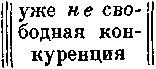 уже не сво-
бодная кон-
куренция